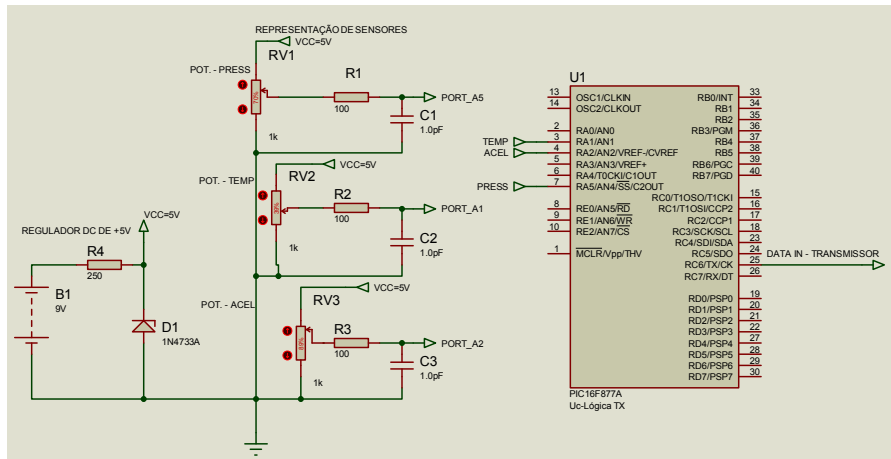 REPRESENTAÇÃO DE SENSORES
VCC=5V
RV1
POT. - PRESS
70%
1k
R1
100
PORT_A5
C1
1.0pF
VCC=5V
RV2
POT. - TEMP
39%
1k
R2
100
PORT_A1
C2
1.0pF
VCC=5V
RV3
POT. - ACEL
89%
1k
R3
100
PORT_A2
C3
1.0pF
REGULADOR DC DE +5V
VCC=5V
R4
250
B1
9V
D1
1N4733A
U1
13 OSC1/CLKIN
14 OSC2/CLKOUT
TEMP
ACEL
PRESS
2 RA0/AN0
3 RA1/AN1
4 RA2/AN2/VREF-/CVREF
5 RA3/AN3/VREF+
6 RA4/T0CKI/C1OUT
7 RA5/AN4/SS/C2OUT
8 RE0/AN5/RD
9 RE1/AN6/WR
10 RE2/AN7/CS
1 MCLR/Vpp/THV
RB0/INT 33
RB1 34
RB2 35
RB3/PGM 36
RB4 37
RB5 38
RB6/PGC 39
RB7/PGD 40
RC0/T1OSO/T1CKI 15
RC1/T1OSI/CCP2 16
RC2/CCP1 17
RC3/SCK/SCL 18
RC4/SDI/SDA 23
RC5/SDO 24
RC6/TX/CK 25
RC7/RX/DT 26
DATA IN - TRANSMISSOR
RD0/PSP0 19
RD1/PSP1 20
RD2/PSP2 21
RD3/PSP3 22
RD4/PSP4 27
RD5/PSP5 28
RD6/PSP6 29
RD7/PSP7 30
PIC16F877A
Uc-Lógica TX